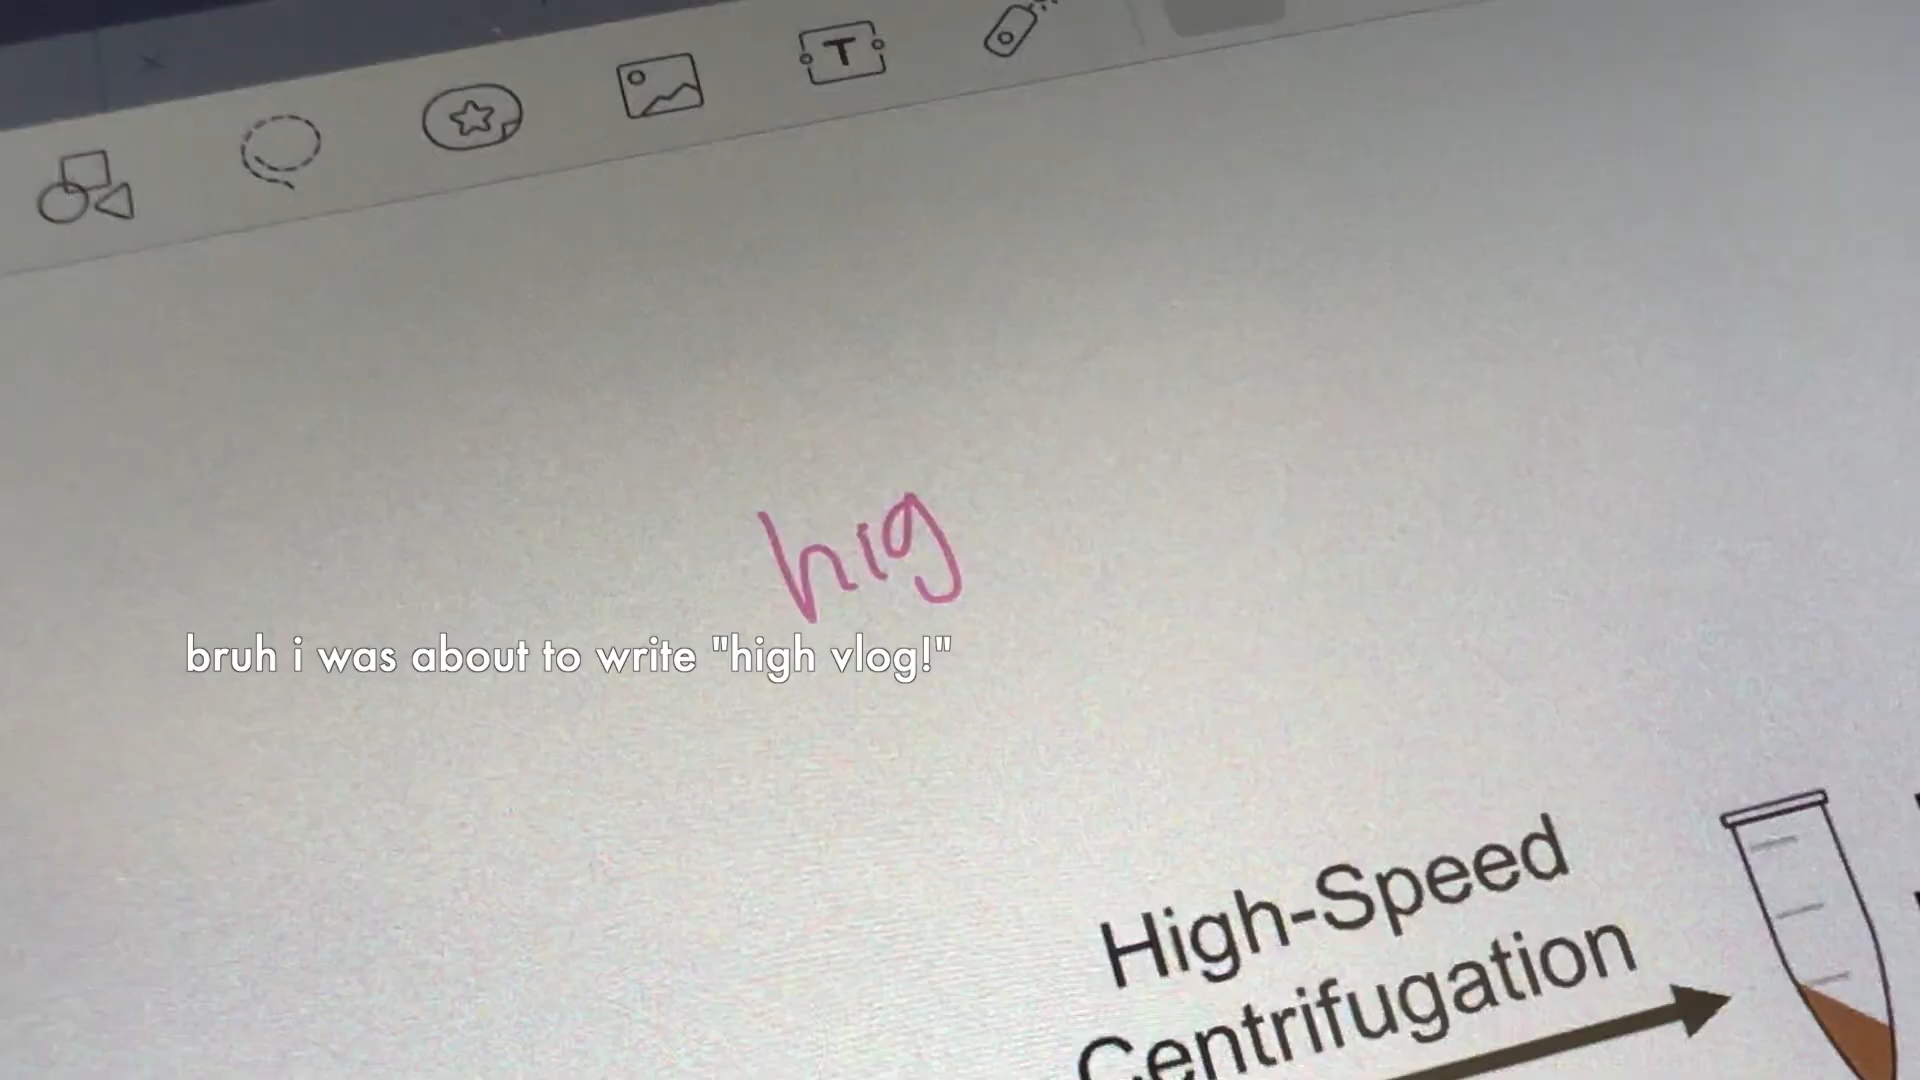 T
hig
bruh i was about to write "high vlog!"
High-Speed
Centrifugation